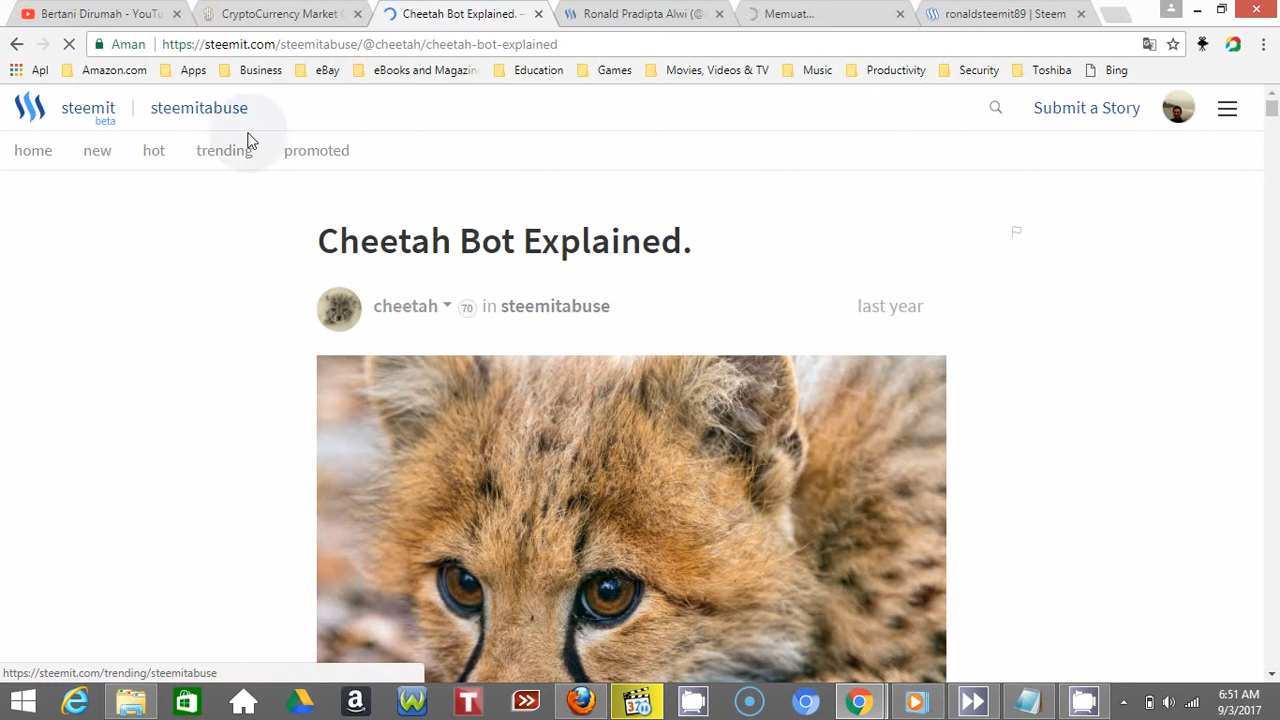 Bertani Dirumah - YouTu
CryptoCurrency Market
Cheetah Bot Explained. —
Ronald Pradipta Alwi (@
Memuat...
ronaldsteemit89 | Steem
Aman
https://steemit.com/steemitabuse/@cheetah/cheetah-bot-explained
Apl
Amazon.com
Apps
Business
eBay
eBooks and Magazin
Education
Games
Movies, Videos & TV
Music
Productivity
Security
Toshiba
Bing
steemit
beta
steemitabuse
Submit a Story
home
new
hot
trending
promoted
Cheetah Bot Explained.
cheetah 70 in steemitabuse
last year
https://steemit.com/trending/steemitabuse
6:51 AM
9/3/2017